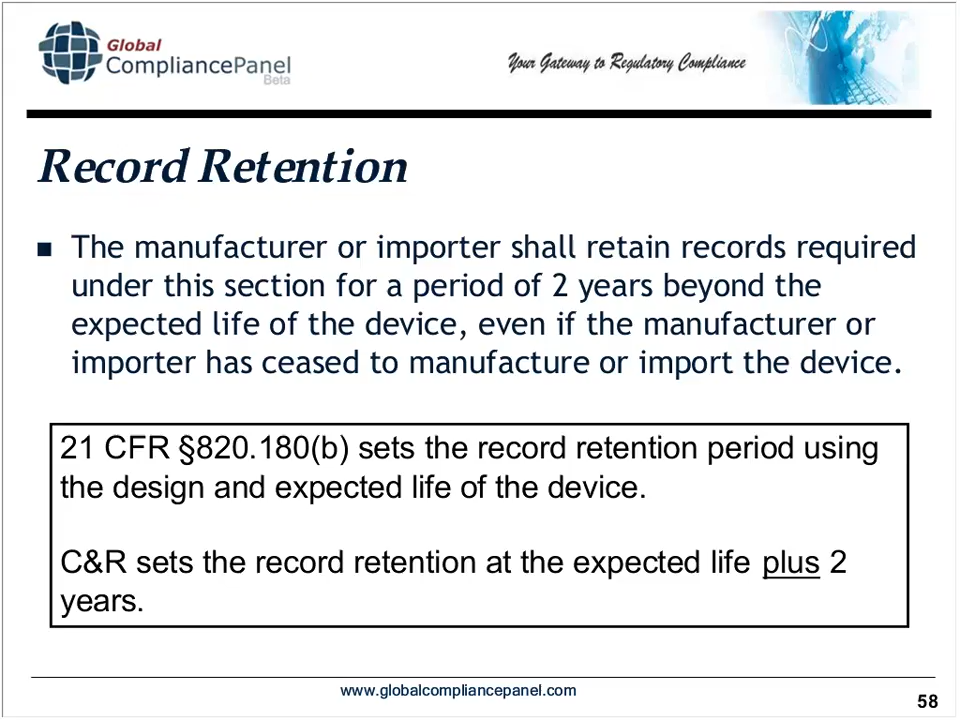 Global
CompliancePanel
Beta
Your Gateway to Regulatory Compliance
Record Retention
■ The manufacturer or importer shall retain records required
under this section for a period of 2 years beyond the
expected life of the device, even if the manufacturer or
importer has ceased to manufacture or import the device.
21 CFR §820.180(b) sets the record retention period using
the design and expected life of the device.
C&R sets the record retention at the expected life plus 2
years.
www.globalcompliancepanel.com
58